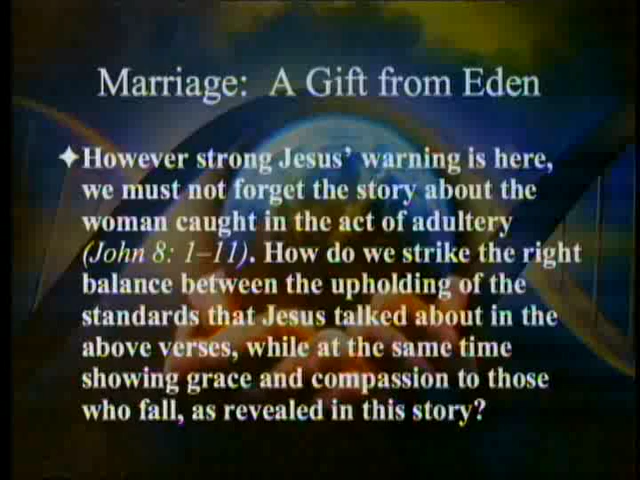 Marriage:  A Gift from Eden
✦However strong Jesus’ warning is here,
we must not forget the story about the
woman caught in the act of adultery
(John 8: 1–11). How do we strike the right
balance between the upholding of the
standards that Jesus talked about in the
above verses, while at the same time
showing grace and compassion to those
who fall, as revealed in this story?